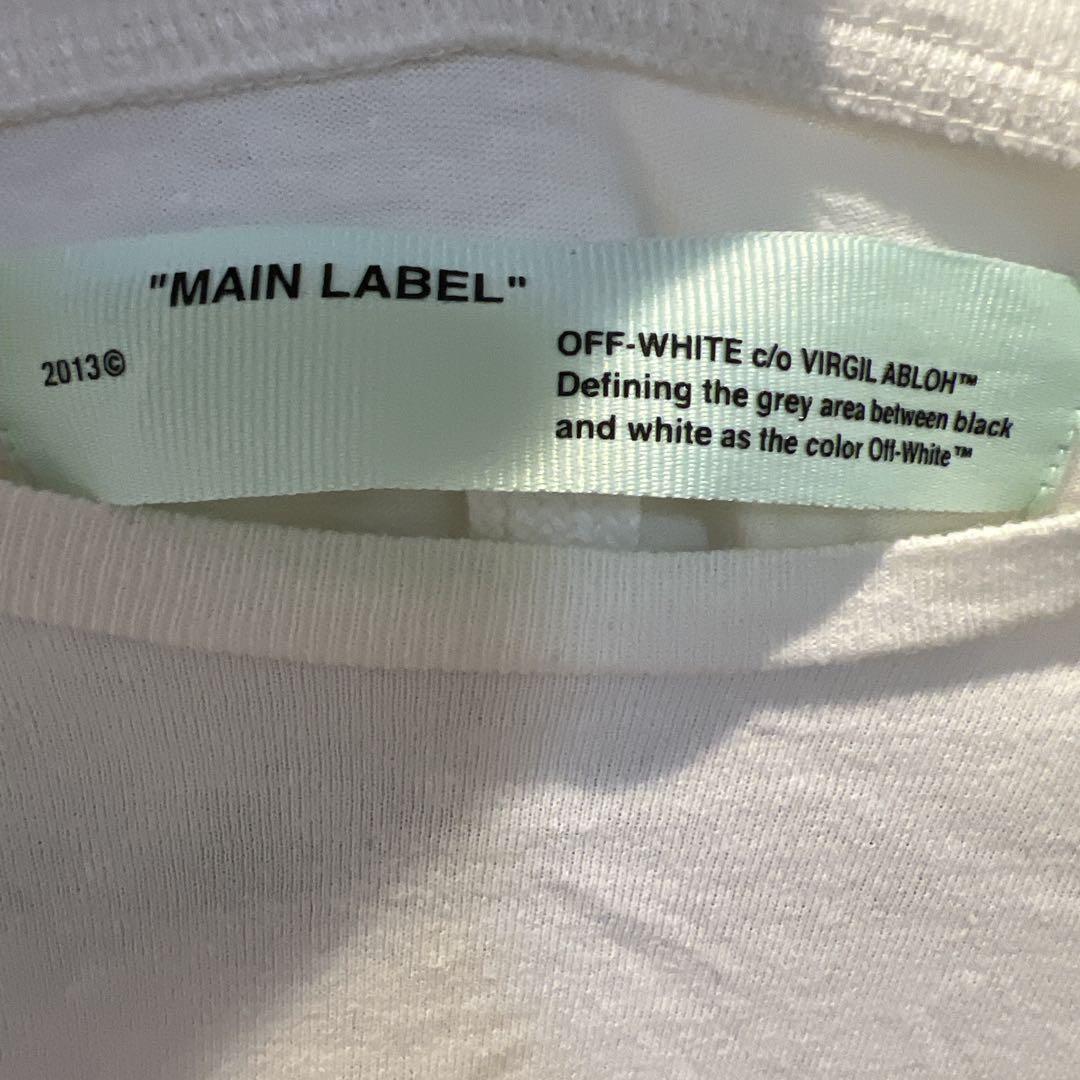 "MAIN LABEL"
2013©
OFF-WHITE c/o VIRGIL ABLOH™
Defining the grey area between black
and white as the color Off-White™